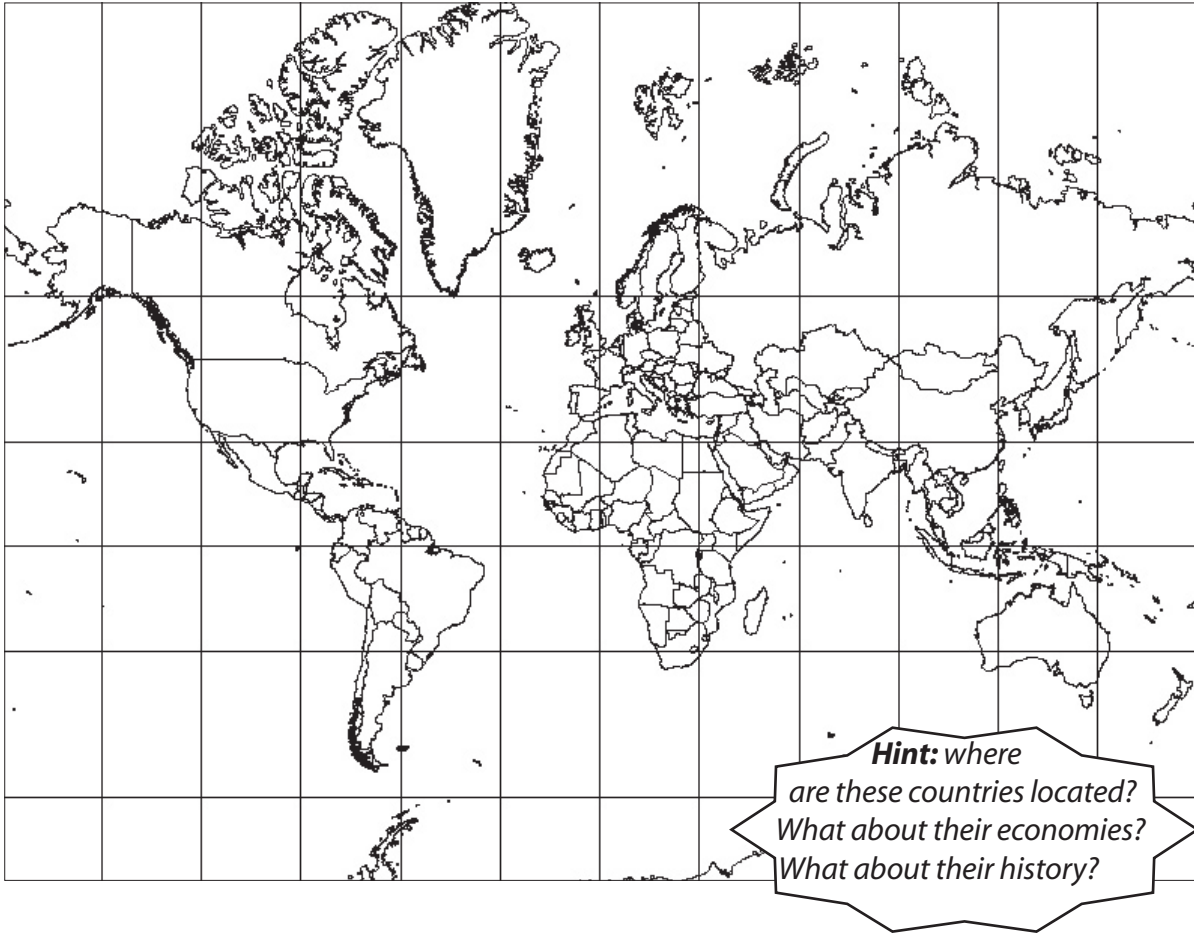 Hint: where
are these countries located?
What about their economies?
What about their history?